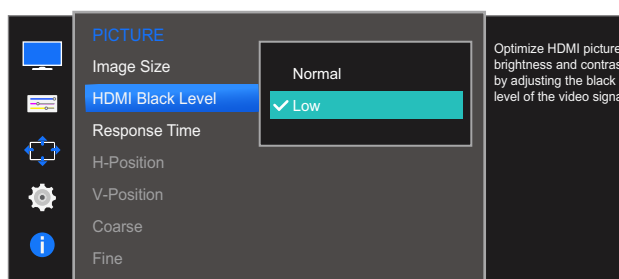 PICTURE
Image Size
HDMI Black Level
Response Time
H-Position
V-Position
Coarse
Fine
Normal
Low
Optimize HDMI picture
brightness and contras
by adjusting the black
level of the video signa